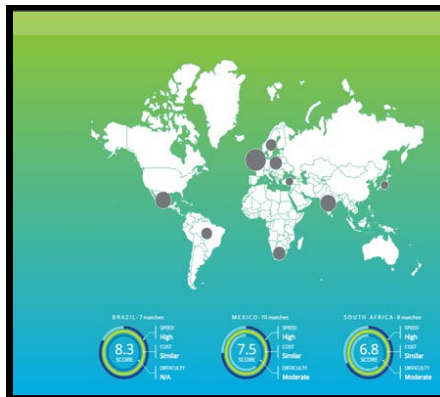 BRAZIL-7 matches
8.3
SCORE
SPEED
High
COST
Similar
DIFFICULTY
N/A
MEXICO-10 matches
7.5
SCORE
SPEED
High
COST
Similar
DIFFICULTY
Moderate
SOUTH AFRICA-8 matches
6.8
SCORE
SPEED
High
COST
Similar
DIFFICULTY
Moderate